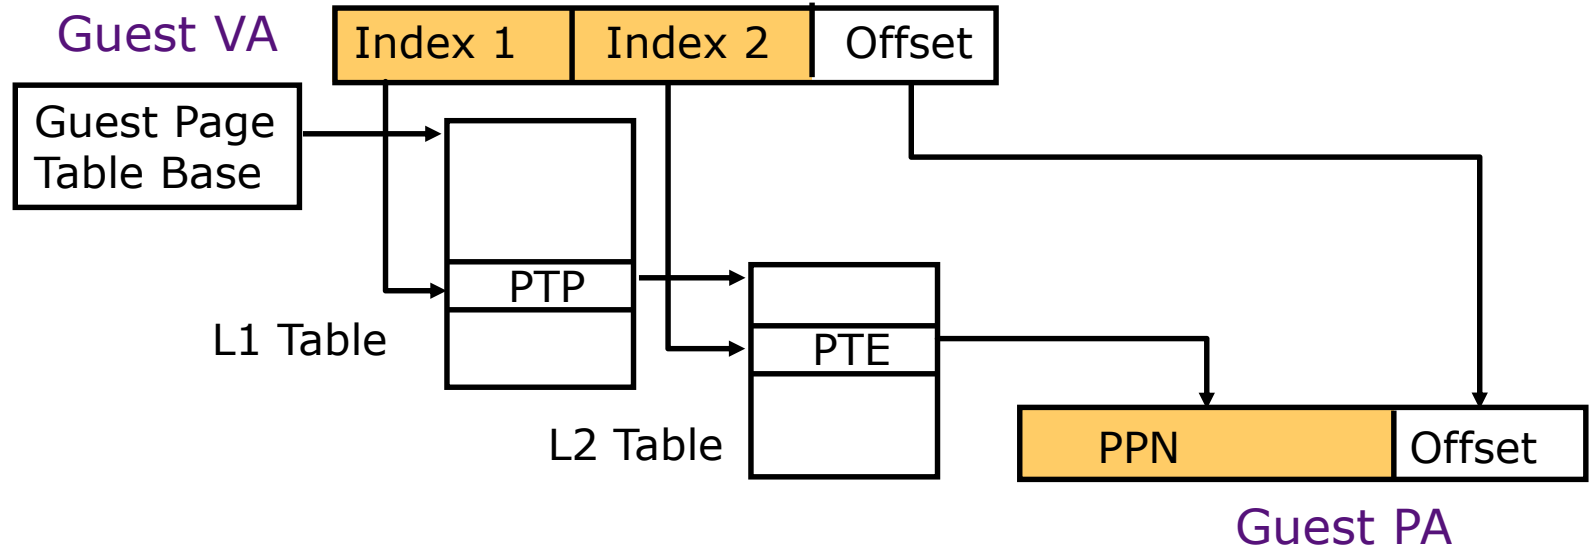 Guest VA
Index 1
Index 2
Offset
Guest Page
Table Base
PTP
L1 Table
PTE
L2 Table
PPN
Offset
Guest PA